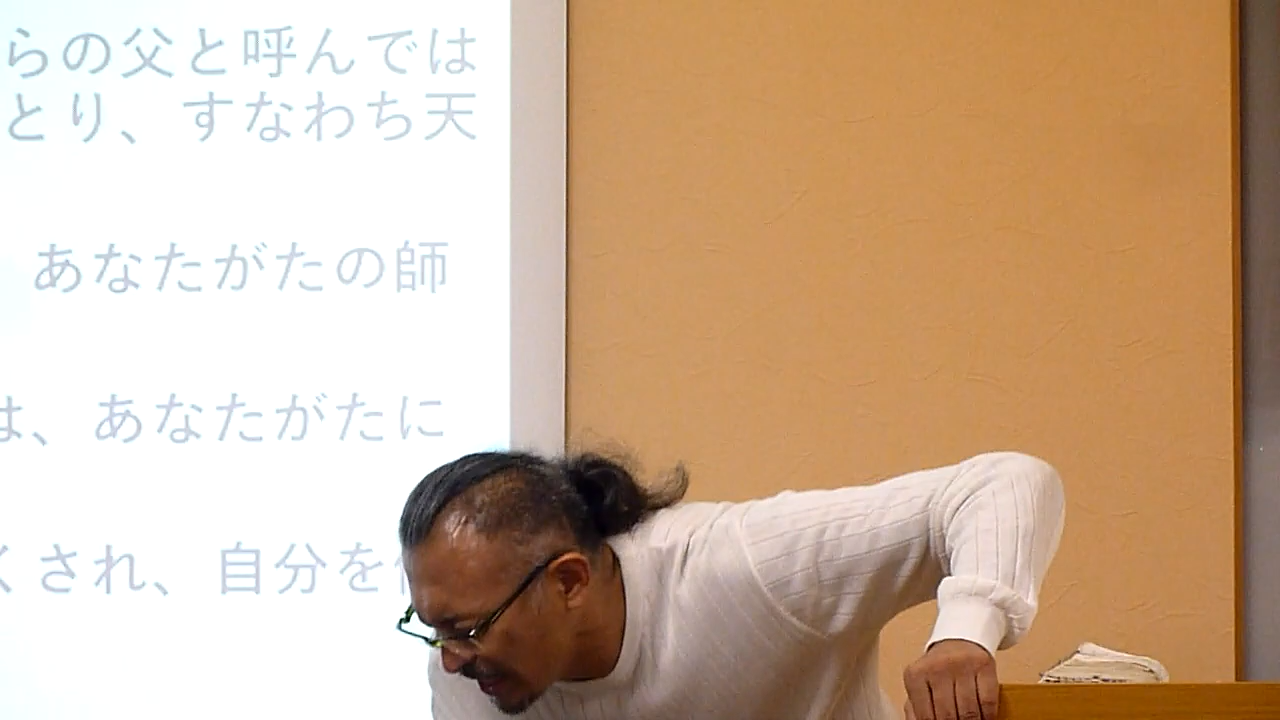 らの父と呼んでは
とり、すなわち天
あなたがたの師
は、あなたがたに
くされ、自分を